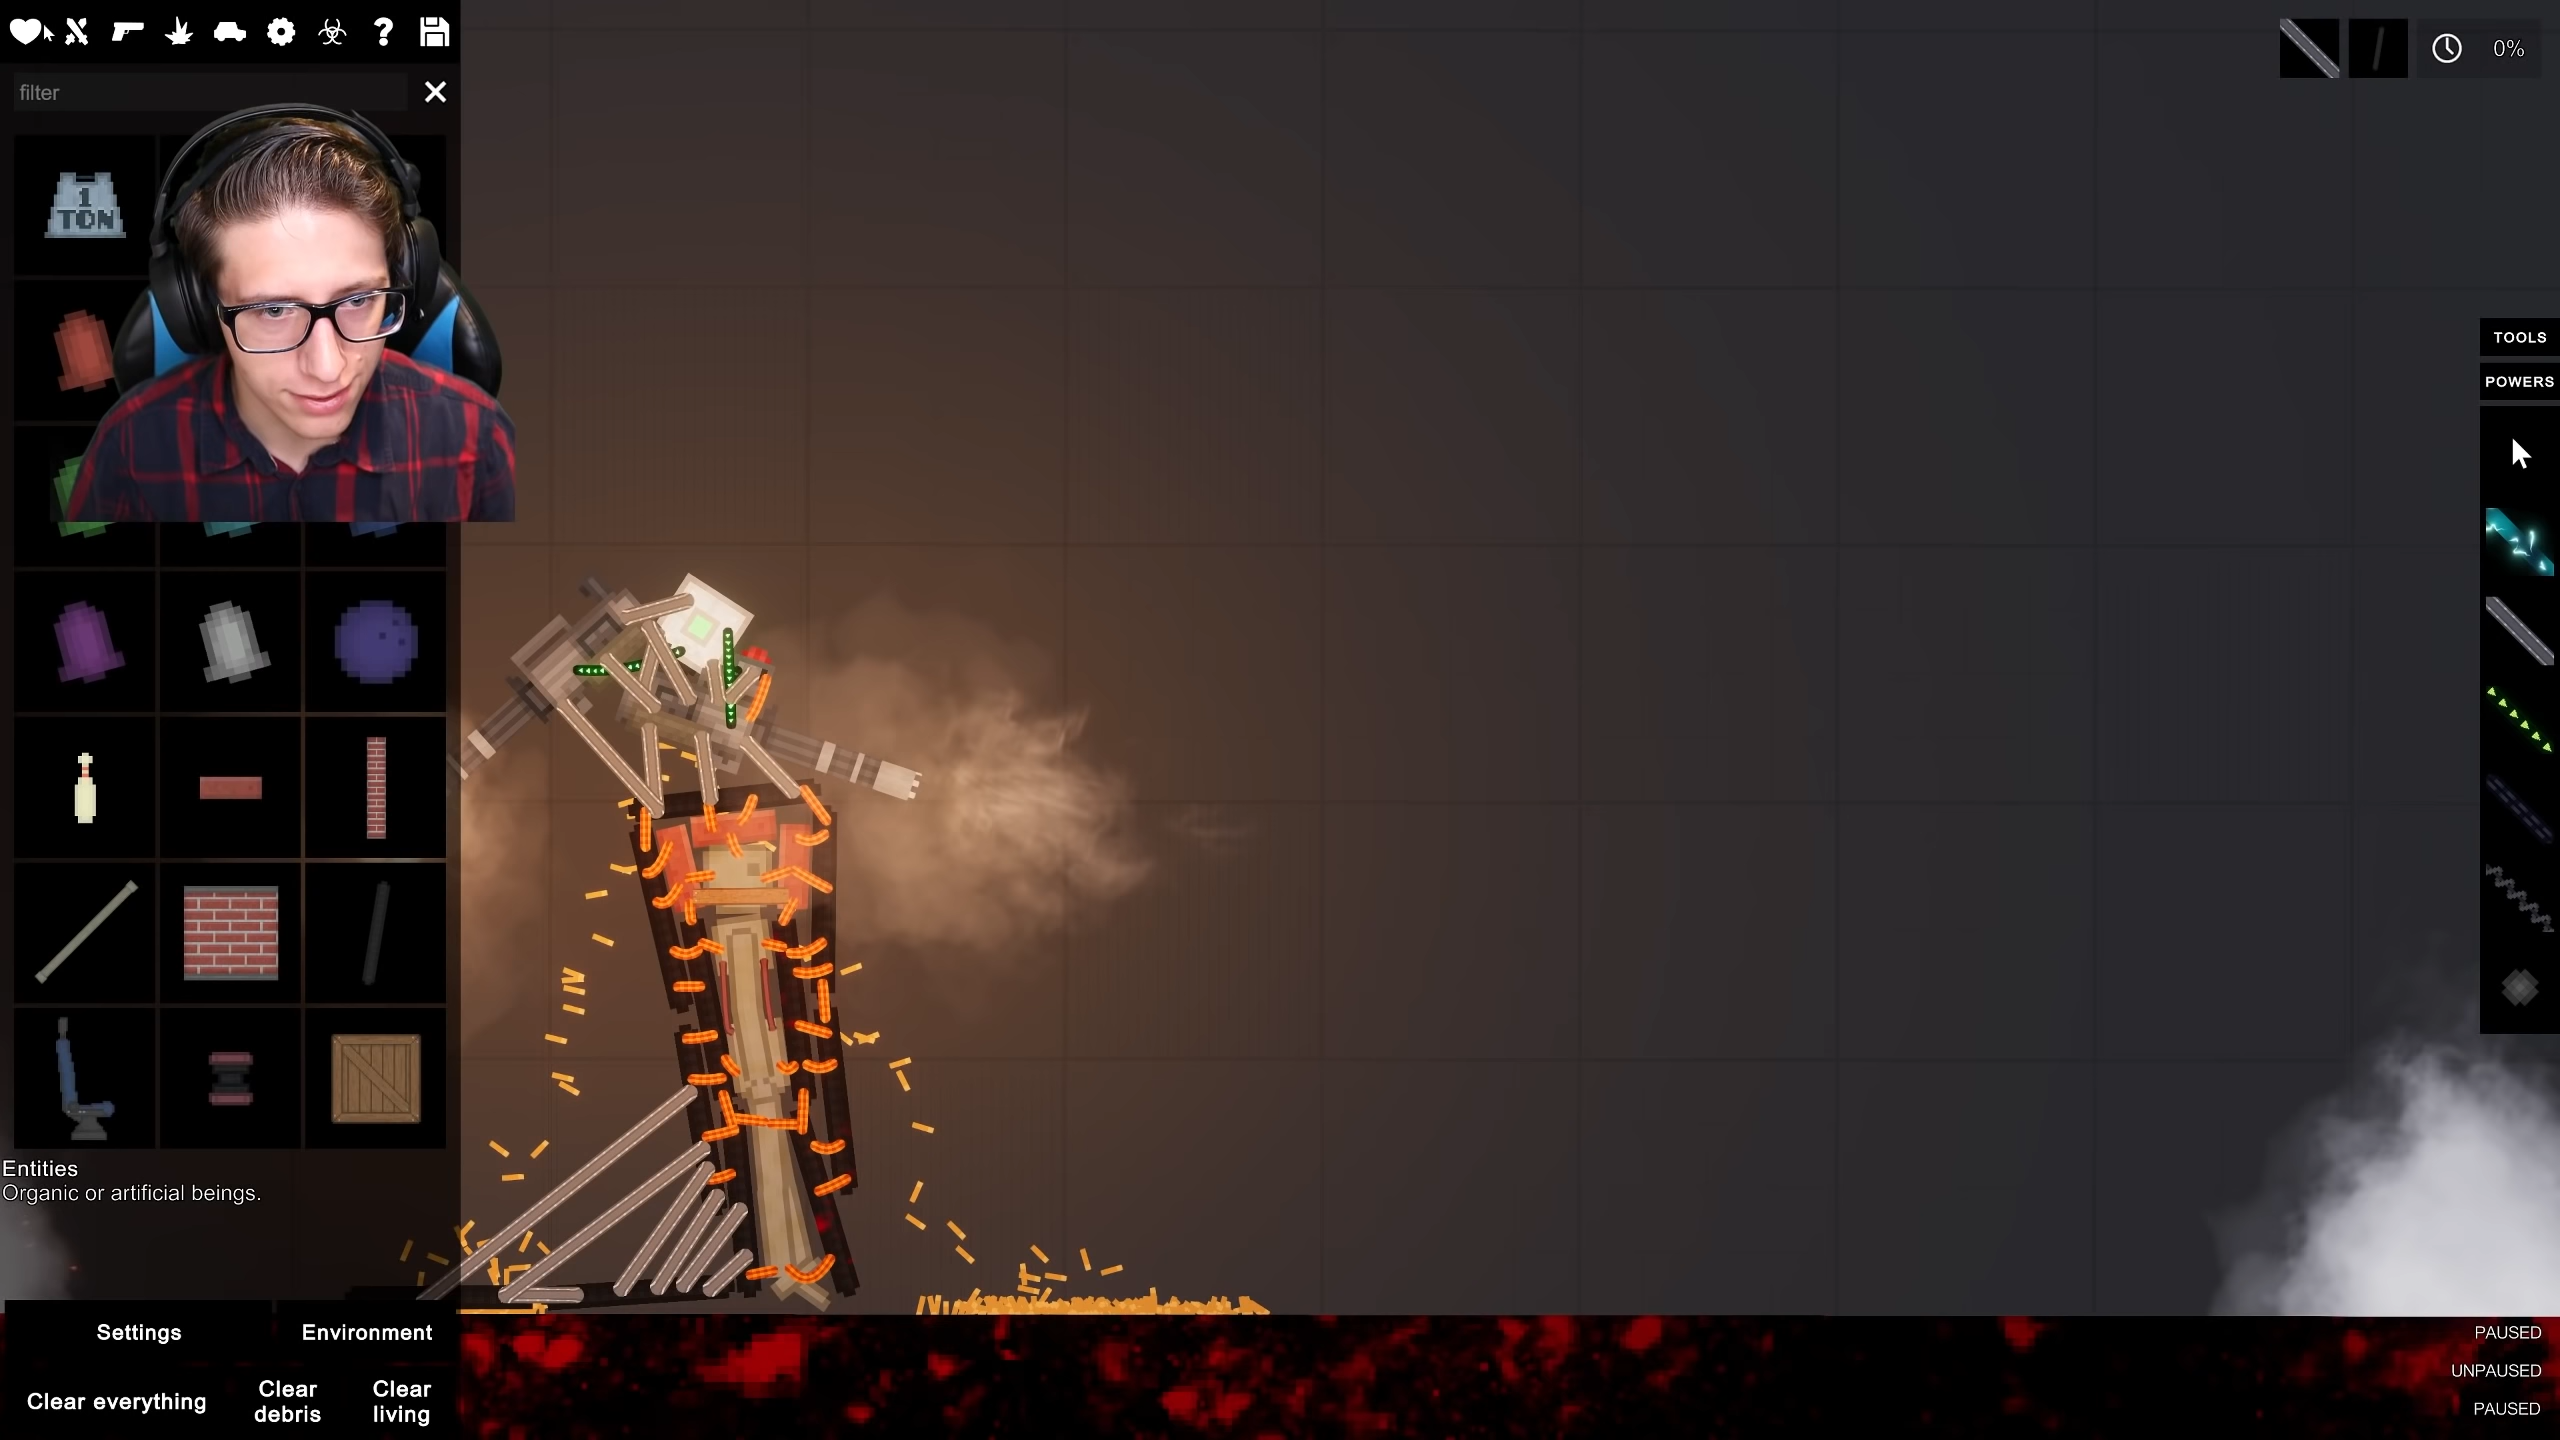 0%
filter
1
TON
TOOLS
POWERS
Entities
Organic or artificial beings.
Settings
Environment
Clear everything
Clear
debris
Clear
living
PAUSED
UNPAUSED
PAUSED